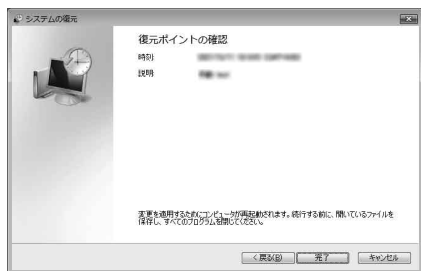 システムの復元
復元ポイントの確認
時刻:
説明:
変更を適用するためにコンピュータが再起動されます。続行する前に、開いているファイルを
保存し、すべてのプログラムを閉じてください。
< 戻る(B)
完了
キャンセル